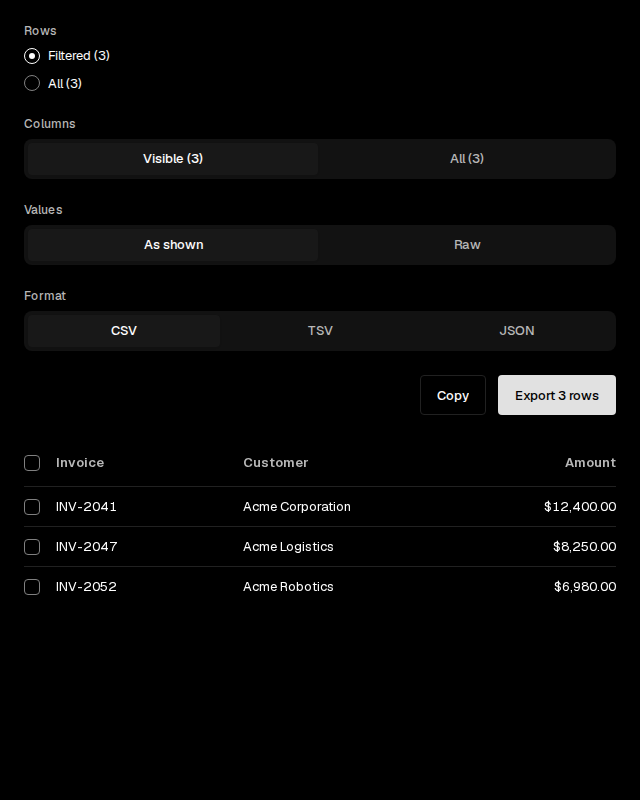 Rows
Filtered (3)
All (3)
Columns
Visible (3) All (3)
Values
As shown Raw
Format
CSV TSV JSON
Copy Export 3 rows
Invoice Customer Amount
INV-2041 Acme Corporation $12,400.00
INV-2047 Acme Logistics $8,250.00
INV-2052 Acme Robotics $6,980.00